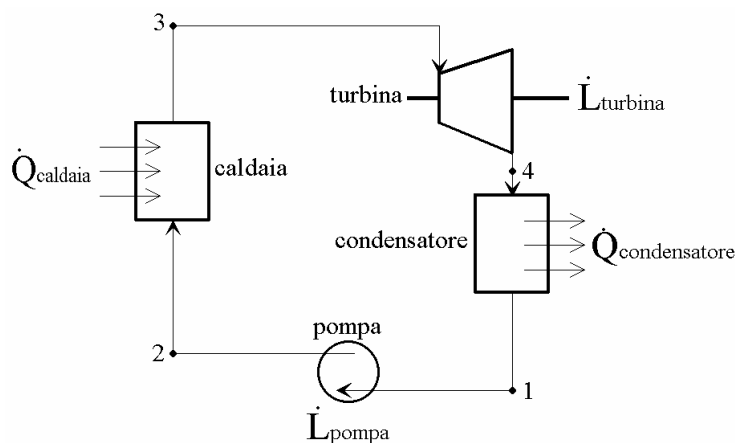 3
turbina
L̇turbina
Q̇caldaia
caldaia
4
condensatore
Q̇condensatore
pompa
2
1
L̇pompa